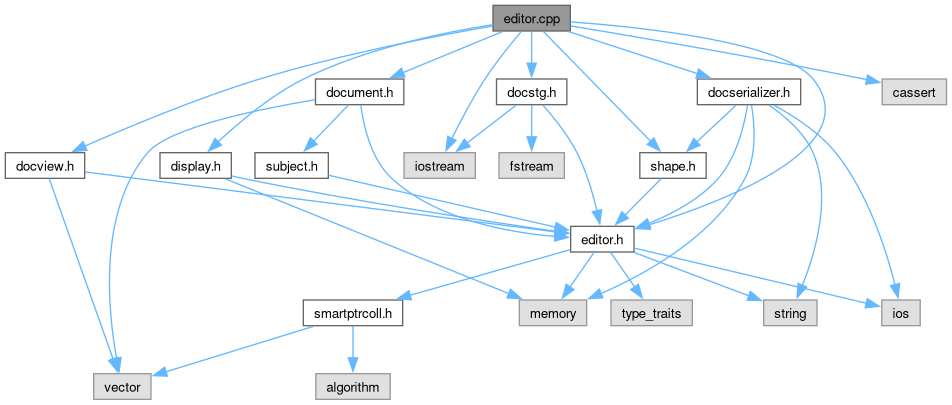 editor.cpp
document.h
docstg.h
docserializer.h
cassert
docview.h
display.h
subject.h
iostream
fstream
shape.h
editor.h
smartptrcoll.h
memory
type_traits
string
ios
vector
algorithm